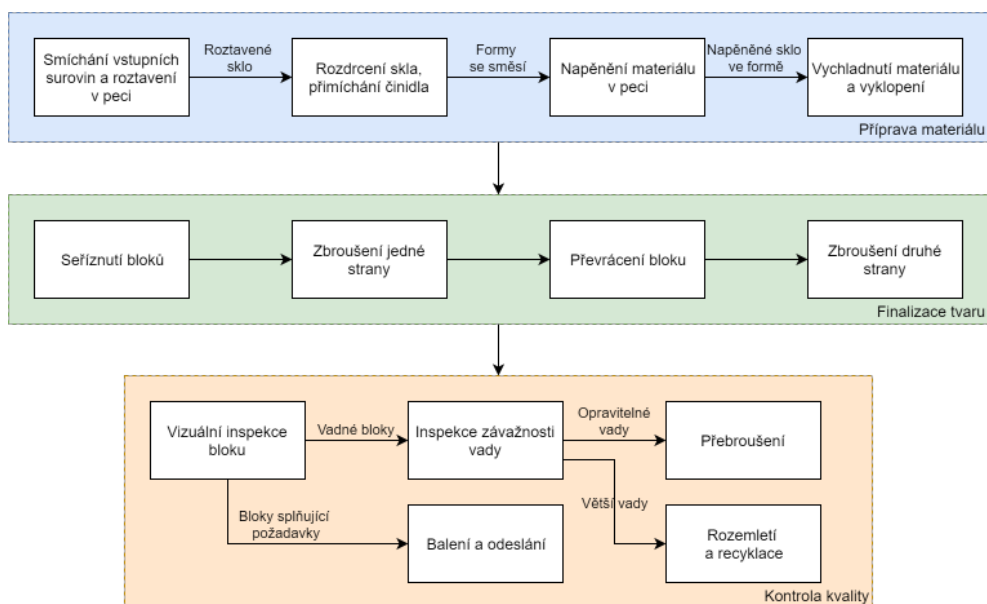 Smíchání vstupních
surovin a roztavení
v peci
Roztavené
sklo
Rozdrcení skla,
přimíchání činidla
Formy
se směsí
Napěnění materiálu
v peci
Napěněné sklo
ve formě
Vychladnutí materiálu
a vyklopení
Příprava materiálu
Seříznutí bloků
Zbroušení jedné
strany
Převrácení bloku
Zbroušení druhé
strany
Finalizace tvaru
Vizuální inspekce
bloku
Vadné bloky
Inspekce závažnosti
vady
Opravitelné
vady
Přebroušení
Bloky splňující
požadavky
Balení a odeslání
Větší vady
Rozemletí
a recyklace
Kontrola kvality